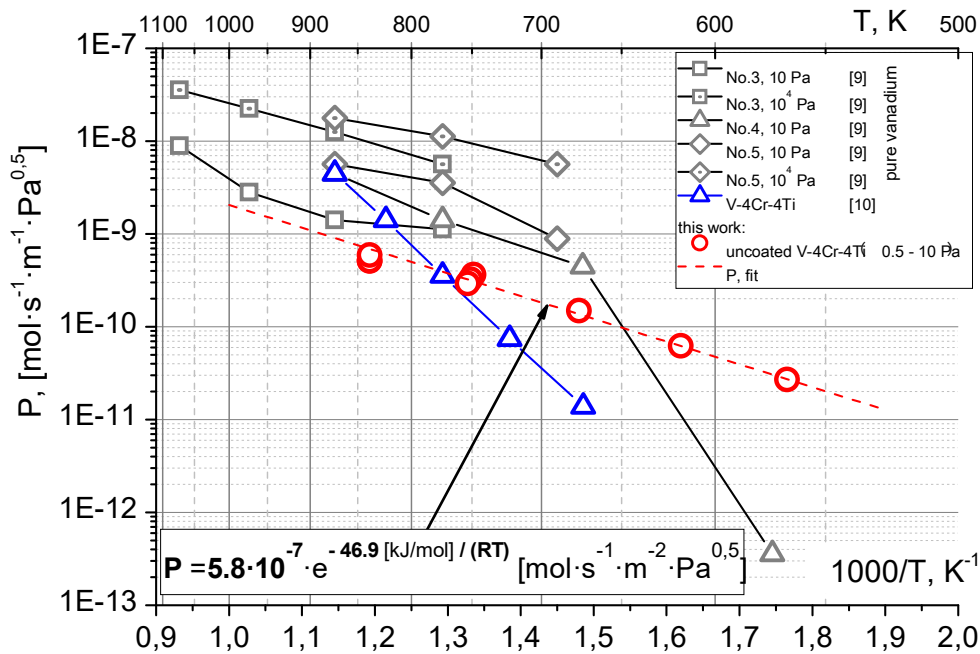 1100 1000 900 800 700 600 T, K 500
1E-7
1E-8
1E-9
1E-10
1E-11
1E-12
1E-13
P, [mol·s⁻¹·m⁻¹·Pa⁰,⁵]
No.3, 10 Pa [9]
No.3, 10⁴ Pa [9]
No.4, 10 Pa [9]
No.5, 10 Pa [9]
No.5, 10⁴ Pa [9]
V-4Cr-4Ti [10]
pure vanadium
this work:
uncoated V-4Cr-4Ti( 0.5 - 10 Pa)
P, fit
P =5.8·10⁻⁷ ·e⁻ ⁴⁶·⁹ [kJ/mol] / (RT) [mol·s⁻¹·m⁻²·Pa⁰,⁵]
1000/T, K⁻¹
0,9 1,0 1,1 1,2 1,3 1,4 1,5 1,6 1,7 1,8 1,9 2,0